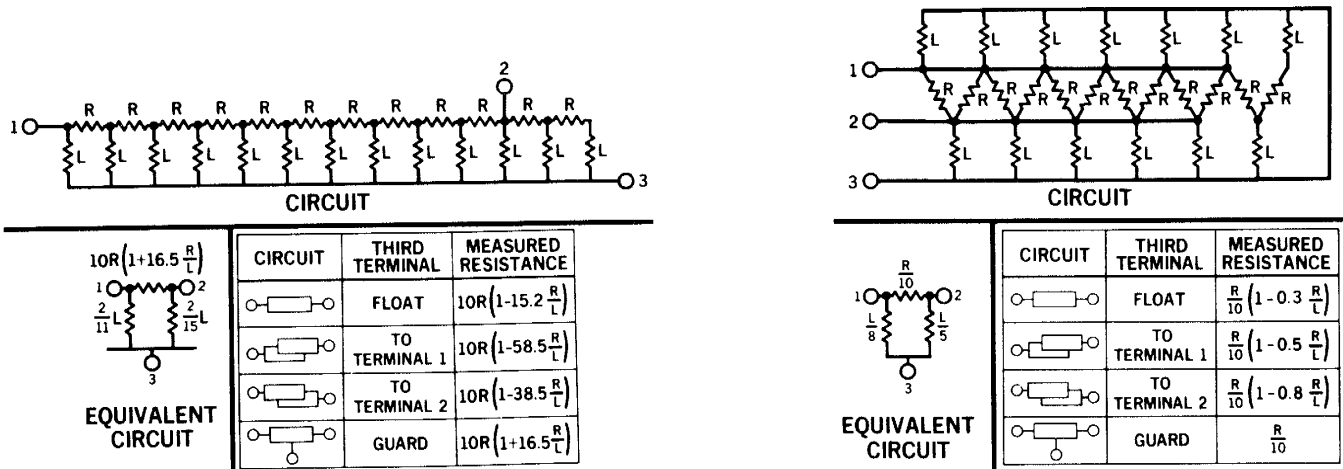 2
R R R R R R R R R R R R
1
L L L L L L L L L L L L L
3
CIRCUIT
10R(1+16.5 R/L)
1 2
2/11 L 2/15 L
3
EQUIVALENT
CIRCUIT
CIRCUIT THIRD TERMINAL MEASURED RESISTANCE
FLOAT 10R(1-15.2 R/L)
TO TERMINAL 1 10R(1-58.5 R/L)
TO TERMINAL 2 10R(1-38.5 R/L)
GUARD 10R(1+16.5 R/L)
L L L L L L L
1
R R R R R R R R R R R R
2
L L L L L L
3
CIRCUIT
R/10
1 2
L/8 L/5
3
EQUIVALENT
CIRCUIT
CIRCUIT THIRD TERMINAL MEASURED RESISTANCE
FLOAT R/10 (1-0.3 R/L)
TO TERMINAL 1 R/10 (1-0.5 R/L)
TO TERMINAL 2 R/10 (1-0.8 R/L)
GUARD R/10